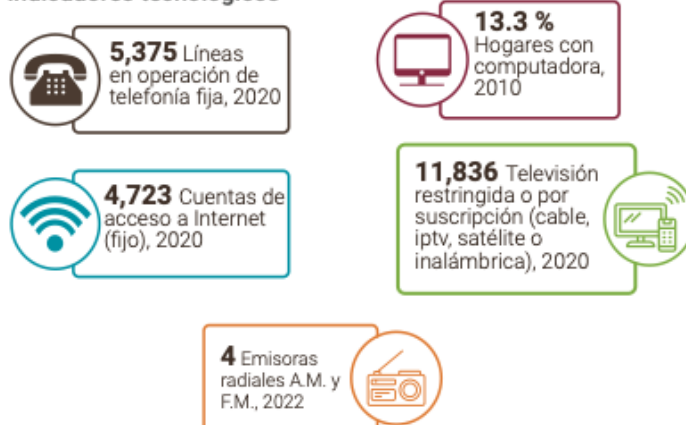 Indicadores tecnológicos
5,375 Líneas
en operación de
telefonía fija, 2020
13.3 %
Hogares con
computadora,
2010
4,723 Cuentas de
acceso a Internet
(fijo), 2020
11,836 Televisión
restringida o por
suscripción (cable,
iptv, satélite o
inalámbrica), 2020
4 Emisoras
radiales A.M. y
F.M., 2022